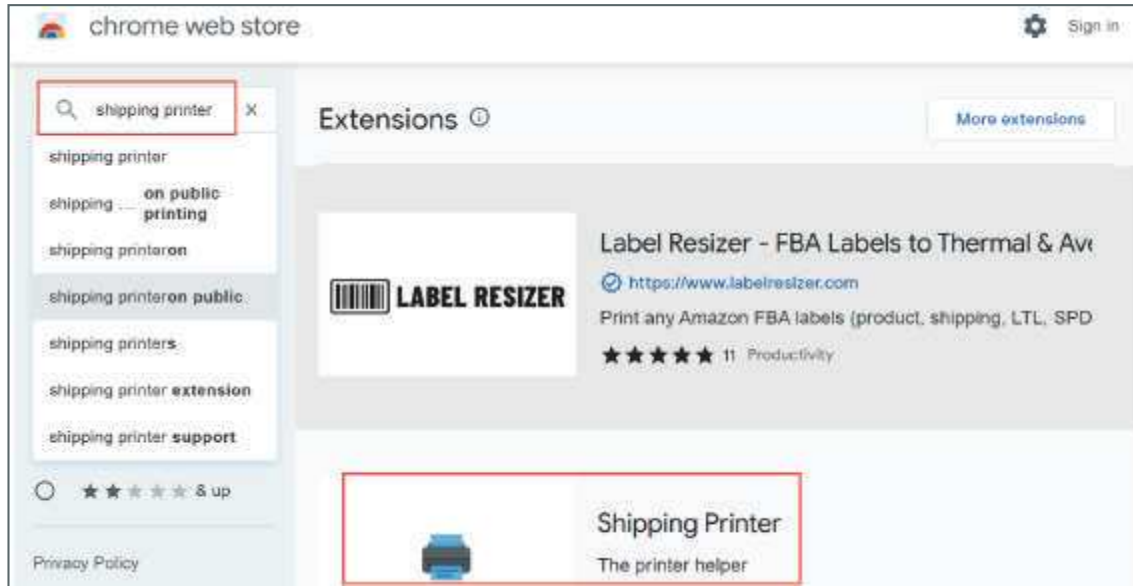 chrome web store
Sign in
shipping printer
shipping printer
shipping ... on public printing
shipping printeron
shipping printeron public
shipping printers
shipping printer extension
shipping printer support
& up
Privacy Policy
Extensions
More extensions
LABEL RESIZER
Label Resizer - FBA Labels to Thermal & Ave
https://www.labelresizer.com
Print any Amazon FBA labels (product, shipping, LTL, SPD
11 Productivity
Shipping Printer
The printer helper